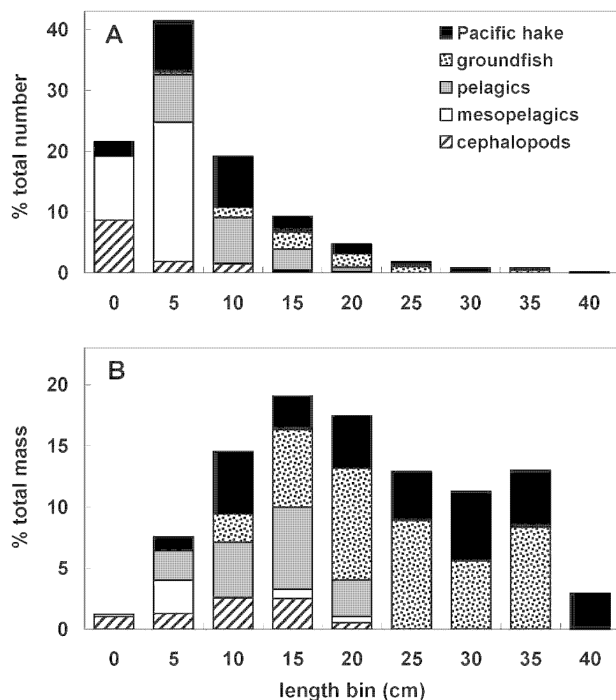 A
40
30
20
10
0
% total number
Pacific hake
groundfish
pelagics
mesopelagics
cephalopods
0 5 10 15 20 25 30 35 40
B
20
15
10
5
0
% total mass
0 5 10 15 20 25 30 35 40
length bin (cm)